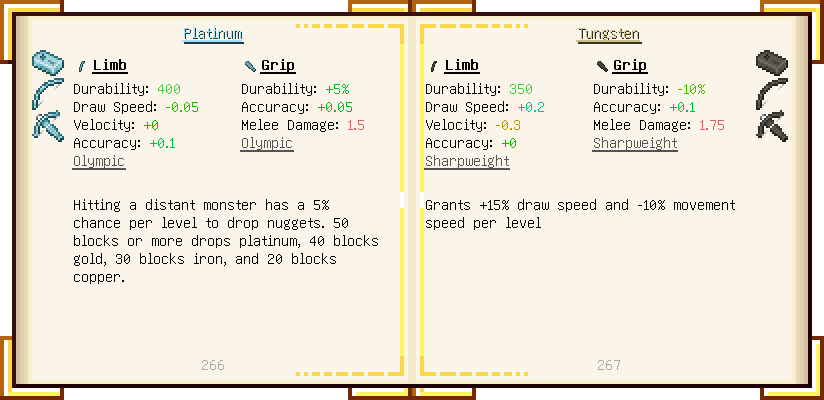 Platinum
Limb
Durability: 400
Draw Speed: -0.05
Velocity: +0
Accuracy: +0.1
Olympic
Grip
Durability: +5%
Accuracy: +0.05
Melee Damage: 1.5
Olympic
Hitting a distant monster has a 5%
chance per level to drop nuggets. 50
blocks or more drops platinum, 40 blocks
gold, 30 blocks iron, and 20 blocks
copper.
266
Tungsten
Limb
Durability: 350
Draw Speed: +0.2
Velocity: -0.3
Accuracy: +0
Sharpweight
Grip
Durability: -10%
Accuracy: +0.1
Melee Damage: 1.75
Sharpweight
Grants +15% draw speed and -10% movement
speed per level
267